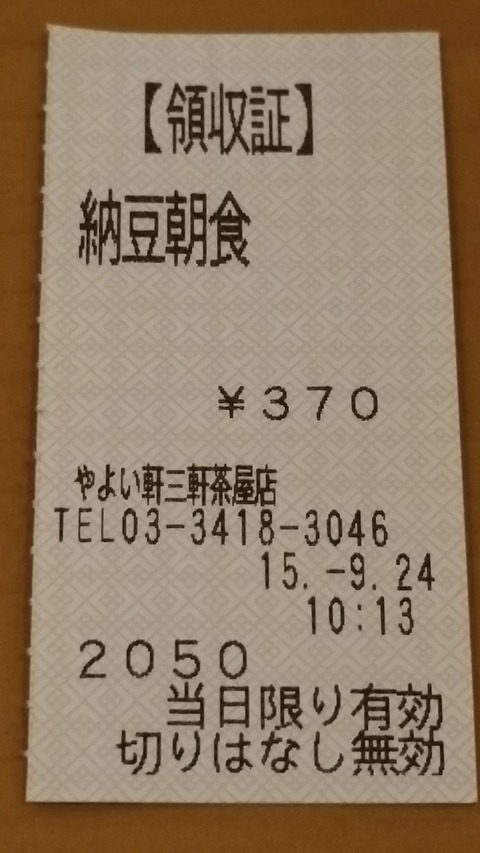 【領収証】
納豆朝食
￥３７０
やよい軒三軒茶屋店
TEL03-3418-3046
15.-9.24
10:13
２０５０
当日限り有効
切りはなし無効